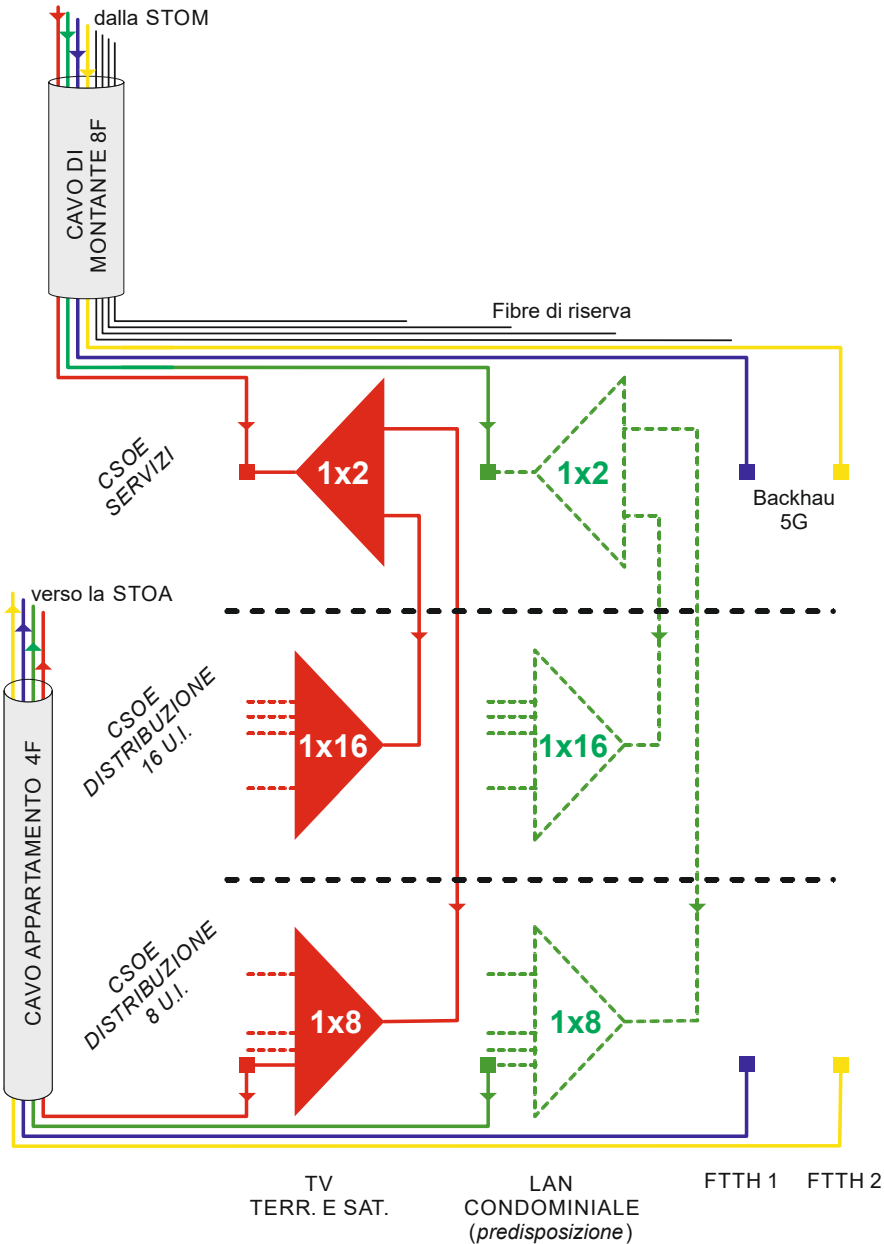 dalla STOM
CAVO DI
MONTANTE 8F
Fibre di riserva
CSOE
SERVIZI
1x2
1x2
Backhau
5G
verso la STOA
CAVO APPARTAMENTO 4F
CSOE
DISTRIBUZIONE
16 U.I.
1x16
1x16
CSOE
DISTRIBUZIONE
8 U.I.
1x8
1x8
TV
TERR. E SAT.
LAN
CONDOMINIALE
(predisposizione)
FTTH 1
FTTH 2